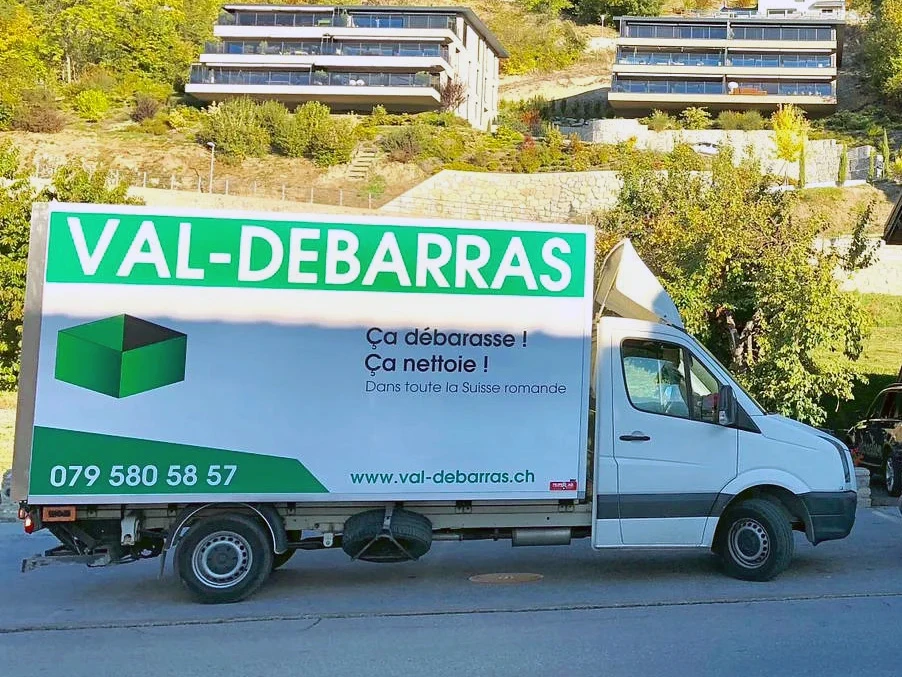 VAL-DEBARRAS
Ça débarasse !
Ça nettoie !
Dans toute la Suisse romande
079 580 58 57
www.val-debarras.ch